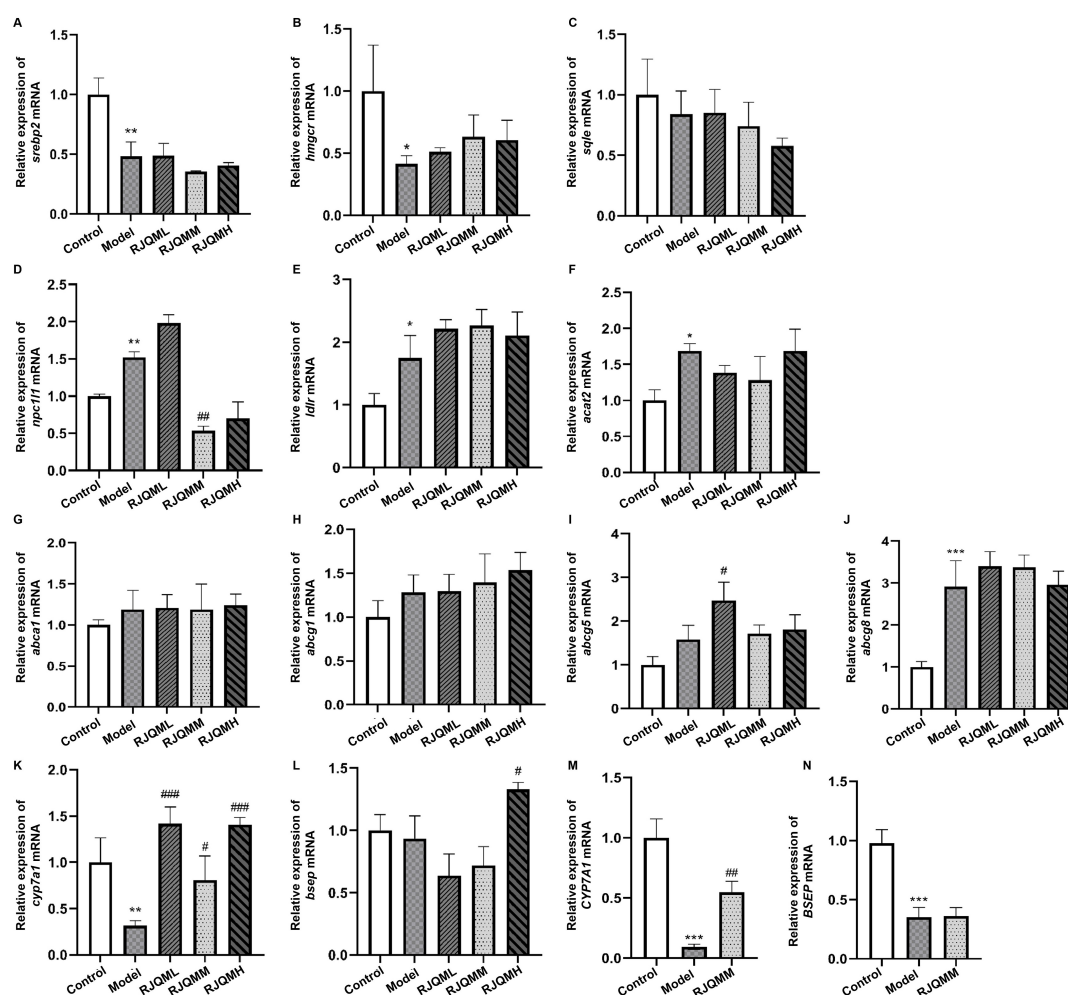 A
Relative expression of
srebp2 mRNA
1.5
1.0
0.5
0.0
**
Control
Model
RJQML
RJQMM
RJQMH
B
Relative expression of
hmgcr mRNA
1.5
1.0
0.5
0.0
*
Control
Model
RJQML
RJQMM
RJQMH
C
Relative expression of
sqle mRNA
1.5
1.0
0.5
0.0
Control
Model
RJQML
RJQMM
RJQMH
D
Relative expression of
npc1l1 mRNA
2.5
2.0
1.5
1.0
0.5
0.0
**
##
Control
Model
RJQML
RJQMM
RJQMH
E
Relative expression of
ldlr mRNA
3
2
1
0
*
Control
Model
RJQML
RJQMM
RJQMH
F
Relative expression of
acat2 mRNA
2.5
2.0
1.5
1.0
0.5
0.0
*
Control
Model
RJQML
RJQMM
RJQMH
G
Relative expression of
abca1 mRNA
2.0
1.5
1.0
0.5
0.0
Control
Model
RJQML
RJQMM
RJQMH
H
Relative expression of
abcg1 mRNA
2.0
1.5
1.0
0.5
0.0
Control
Model
RJQML
RJQMM
RJQMH
I
Relative expression of
abcg5 mRNA
4
3
2
1
0
#
Control
Model
RJQML
RJQMM
RJQMH
J
Relative expression of
abcg8 mRNA
4
3
2
1
0
***
Control
Model
RJQML
RJQMM
RJQMH
K
Relative expression of
cyp7a1 mRNA
2.0
1.5
1.0
0.5
0.0
**
###
#
###
Control
Model
RJQML
RJQMM
RJQMH
L
Relative expression of
bsep mRNA
1.5
1.0
0.5
0.0
#
Control
Model
RJQML
RJQMM
RJQMH
M
Relative expression of
CYP7A1 mRNA
1.5
1.0
0.5
0.0
***
##
Control
Model
RJQMM
N
Relative expression of
BSEP mRNA
1.5
1.0
0.5
0.0
***
Control
Model
RJQMM